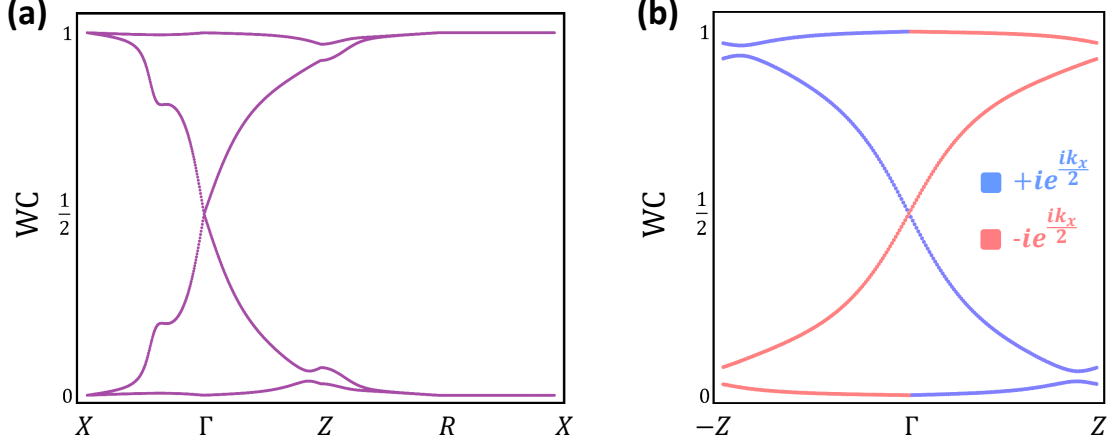 (a)
1
WC
1/2
0
X Γ Z R X
(b)
1
WC
1/2
0
+ie^{ik_x/2}
-ie^{ik_x/2}
−Z Γ Z